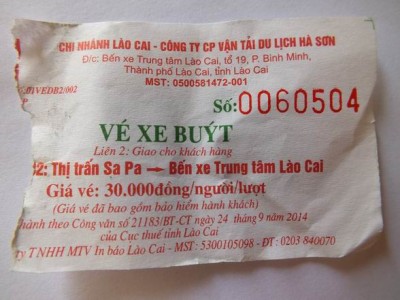 CHI NHÁNH LÀO CAI - CÔNG TY CP VẬN TẢI DU LỊCH HÀ SƠN
Đ/c: Bến xe Trung tâm Lào Cai, tổ 19, P. Bình Minh,
Thành phố Lào Cai, tỉnh Lào Cai
MST: 0500581472-001
01VEDB2/002
Số: 0060504
VÉ XE BUÝT
Liên 2: Giao cho khách hàng
2: Thị trấn Sa Pa → Bến xe Trung tâm Lào Cai
Giá vé: 30.000đồng/người/lượt
(Giá vé đã bao gồm bảo hiểm hành khách)
hành theo Công văn số 21183/BT-CT ngày 24 tháng 9 năm 2014
của Cục thuế tỉnh Lào Cai
ty TNHH MTV In báo Lào Cai - MST: 5300105098 - ĐT: 0203 840070